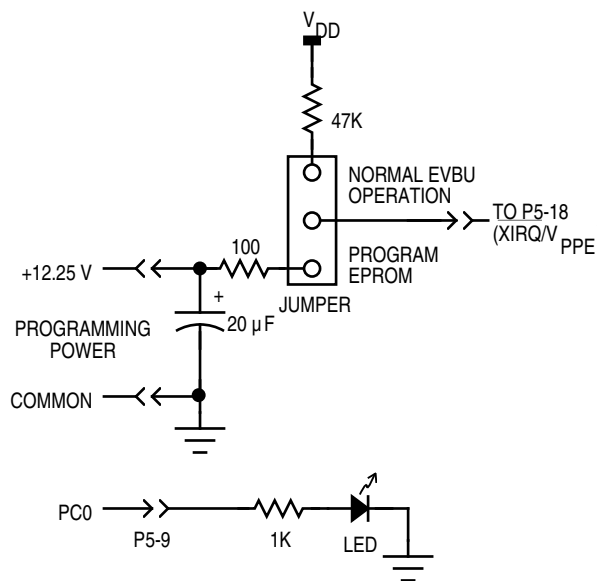 VDD
47K
NORMAL EVBU
OPERATION
TO P5-18
(XIRQ/VPPE
100
PROGRAM
EPROM
+12.25 V
JUMPER
+
20 µF
PROGRAMMING
POWER
COMMON
PC0
P5-9
1K
LED